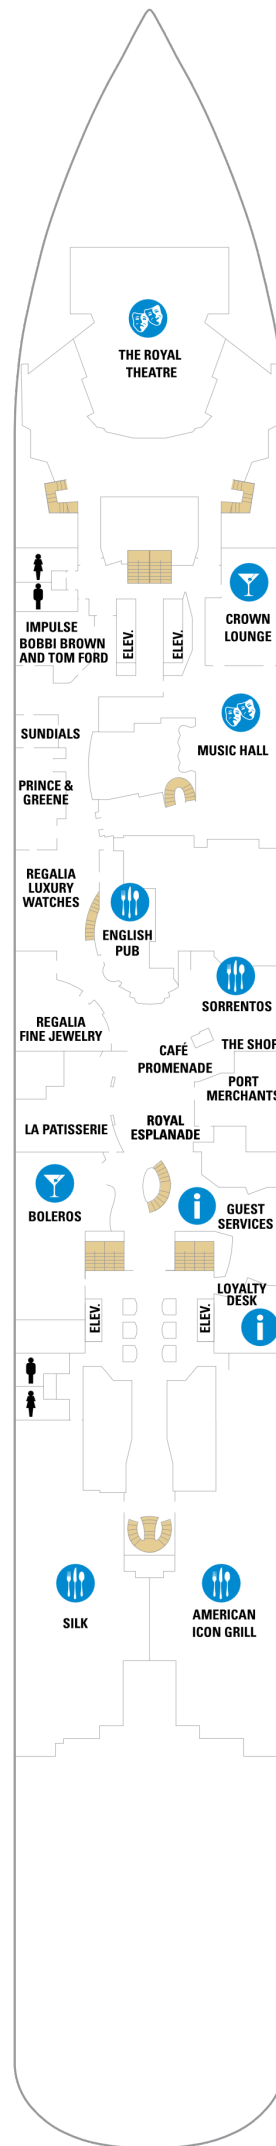 THE ROYAL
THEATRE
CROWN
LOUNGE
IMPULSE
BOBBI BROWN
AND TOM FORD
ELEV.
ELEV.
SUNDIALS
MUSIC HALL
PRINCE &
GREENE
REGALIA
LUXURY
WATCHES
ENGLISH
PUB
SORRENTOS
REGALIA
FINE JEWELRY
CAFÉ
PROMENADE
THE SHOP
PORT
MERCHANTS
LA PATISSERIE
ROYAL
ESPLANADE
BOLEROS
GUEST
SERVICES
LOYALTY
DESK
ELEV.
ELEV.
SILK
AMERICAN
ICON GRILL